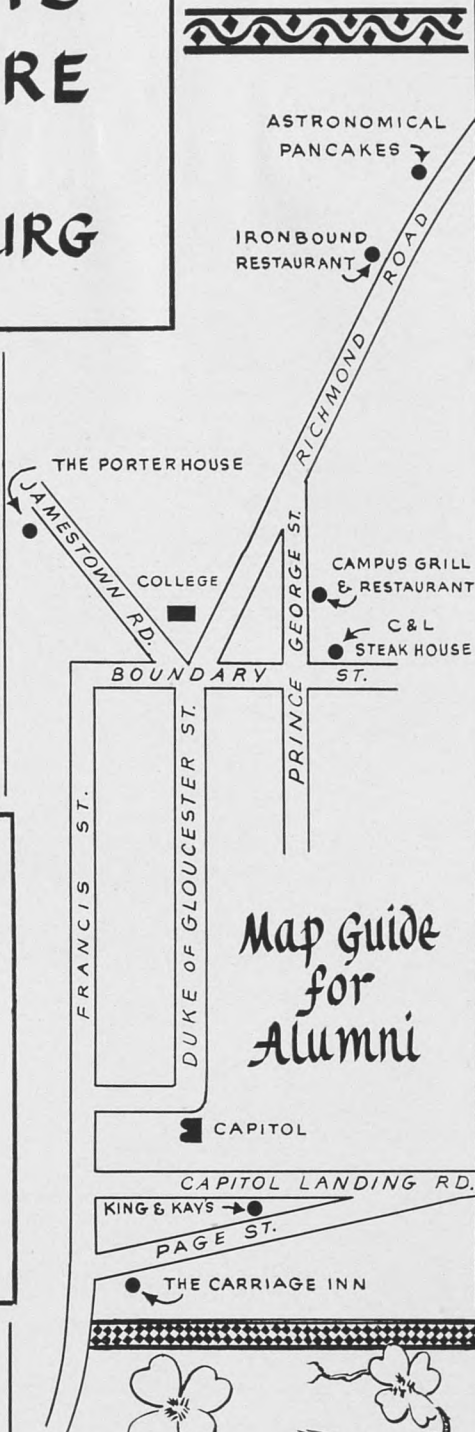 RE
URG
ASTRONOMICAL
PANCAKES
IRONBOUND
RESTAURANT
RICHMOND ROAD
THE PORTERHOUSE
JAMESTOWN RD.
COLLEGE
PRINCE GEORGE ST.
CAMPUS GRILL
& RESTAURANT
C & L
STEAK HOUSE
BOUNDARY ST.
FRANCIS ST.
DUKE OF GLOUCESTER ST.
Map Guide
for
Alumni
CAPITOL
CAPITOL LANDING RD.
KING & KAY'S
PAGE ST.
THE CARRIAGE INN